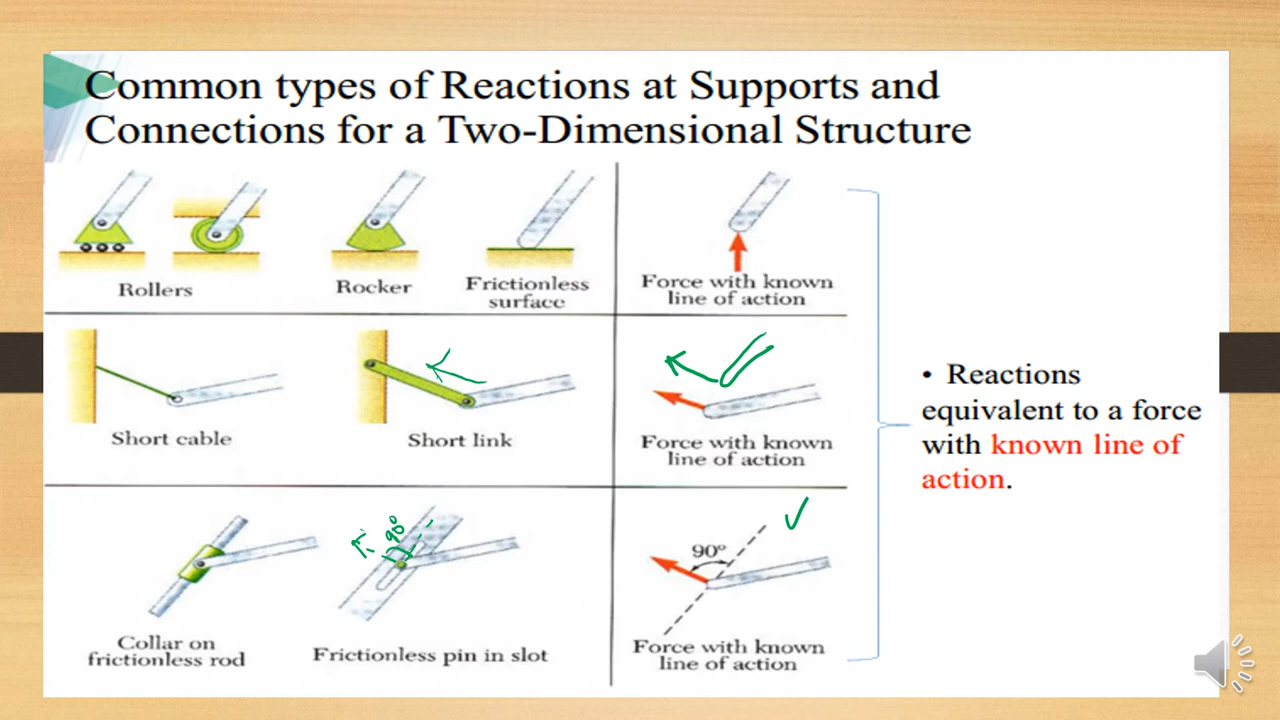 Common types of Reactions at Supports and
Connections for a Two-Dimensional Structure
Rollers
Rocker
Frictionless
surface
Force with known
line of action
Short cable
Short link
Force with known
line of action
90°
Collar on
frictionless rod
Frictionless pin in slot
90°
Force with known
line of action
• Reactions
equivalent to a force
with known line of
action.